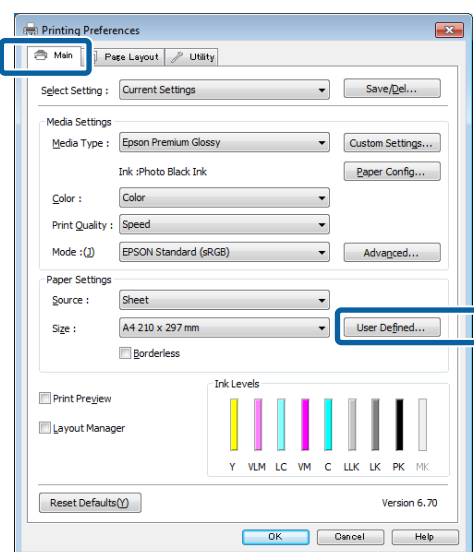 Printing Preferences
Main Page Layout Utility
Select Setting : Current Settings Save/Del...
Media Settings
Media Type : Epson Premium Glossy Custom Settings...
Ink :Photo Black Ink Paper Config...
Color : Color
Print Quality : Speed
Mode :(J) EPSON Standard (sRGB) Advanced...
Paper Settings
Source : Sheet
Size : A4 210 x 297 mm User Defined...
Borderless
Ink Levels
Print Preview
Layout Manager
Y VLM LC VM C LLK LK PK MK
Reset Defaults(Y) Version 6.70
OK Cancel Help